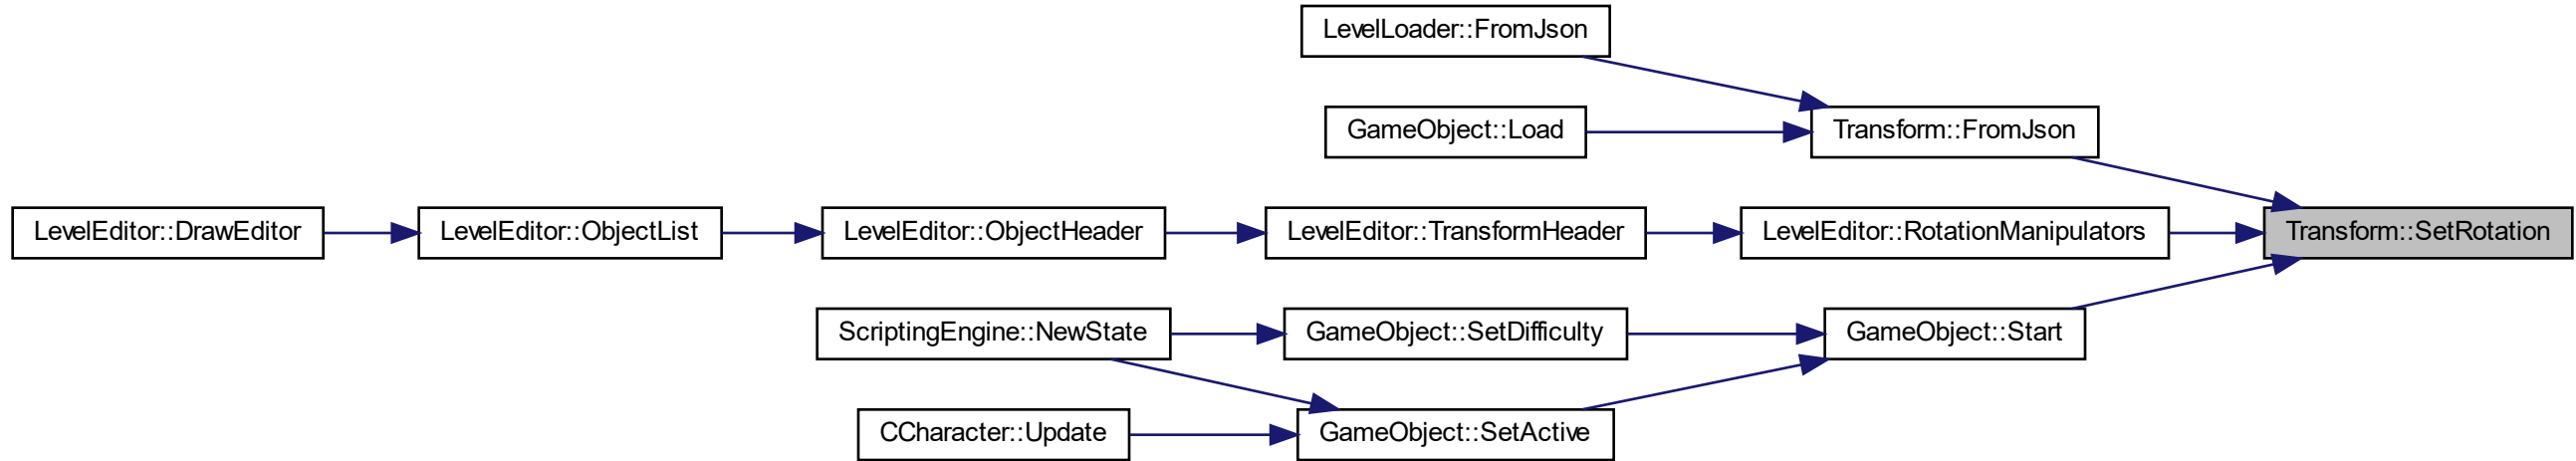 LevelLoader::FromJson
GameObject::Load
Transform::FromJson
LevelEditor::DrawEditor
LevelEditor::ObjectList
LevelEditor::ObjectHeader
LevelEditor::TransformHeader
LevelEditor::RotationManipulators
Transform::SetRotation
ScriptingEngine::NewState
GameObject::SetDifficulty
GameObject::Start
CCharacter::Update
GameObject::SetActive